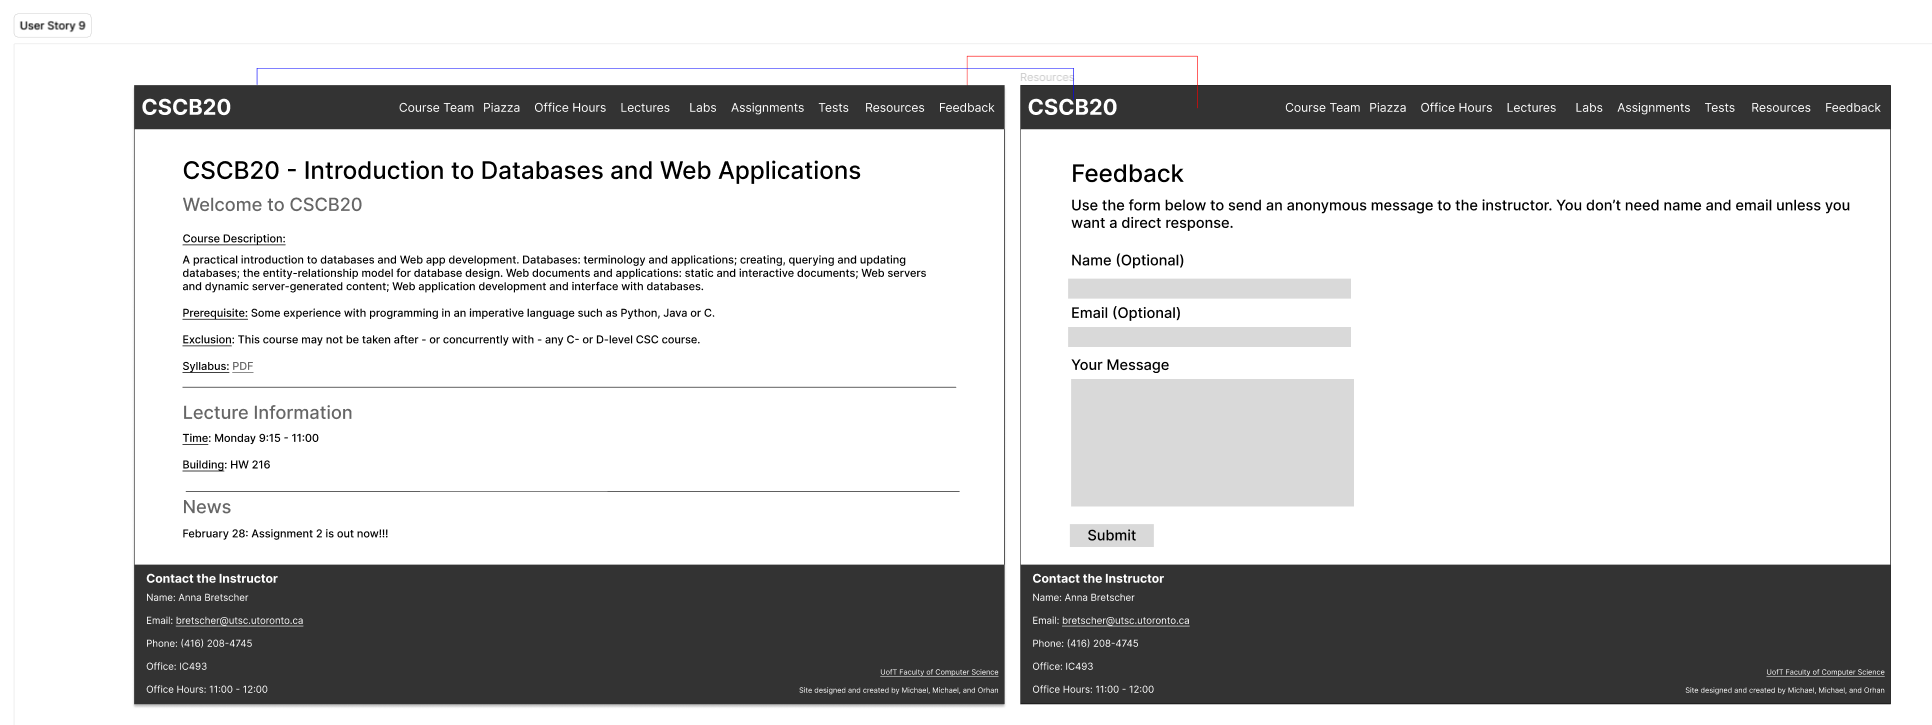 User Story 9
CSCB20
Course Team Piazza Office Hours Lectures Labs Assignments Tests Resources Feedback
CSCB20 - Introduction to Databases and Web Applications
Welcome to CSCB20
Course Description:
A practical introduction to databases and Web app development. Databases: terminology and applications; creating, querying and updating
databases; the entity-relationship model for database design. Web documents and applications: static and interactive documents; Web servers
and dynamic server-generated content; Web application development and interface with databases.
Prerequisite: Some experience with programming in an imperative language such as Python, Java or C.
Exclusion: This course may not be taken after - or concurrently with - any C- or D-level CSC course.
Syllabus: PDF
Lecture Information
Time: Monday 9:15 - 11:00
Building: HW 216
News
February 28: Assignment 2 is out now!!!
Contact the Instructor
Name: Anna Bretscher
Email: bretscher@utsc.utoronto.ca
Phone: (416) 208-4745
Office: IC493
Office Hours: 11:00 - 12:00
UofT Faculty of Computer Science
Site designed and created by Michael, Michael, and Orhan
Resources
CSCB20
Course Team Piazza Office Hours Lectures Labs Assignments Tests Resources Feedback
Feedback
Use the form below to send an anonymous message to the instructor. You don’t need name and email unless you
want a direct response.
Name (Optional)
Email (Optional)
Your Message
Submit
Contact the Instructor
Name: Anna Bretscher
Email: bretscher@utsc.utoronto.ca
Phone: (416) 208-4745
Office: IC493
Office Hours: 11:00 - 12:00
UofT Faculty of Computer Science
Site designed and created by Michael, Michael, and Orhan